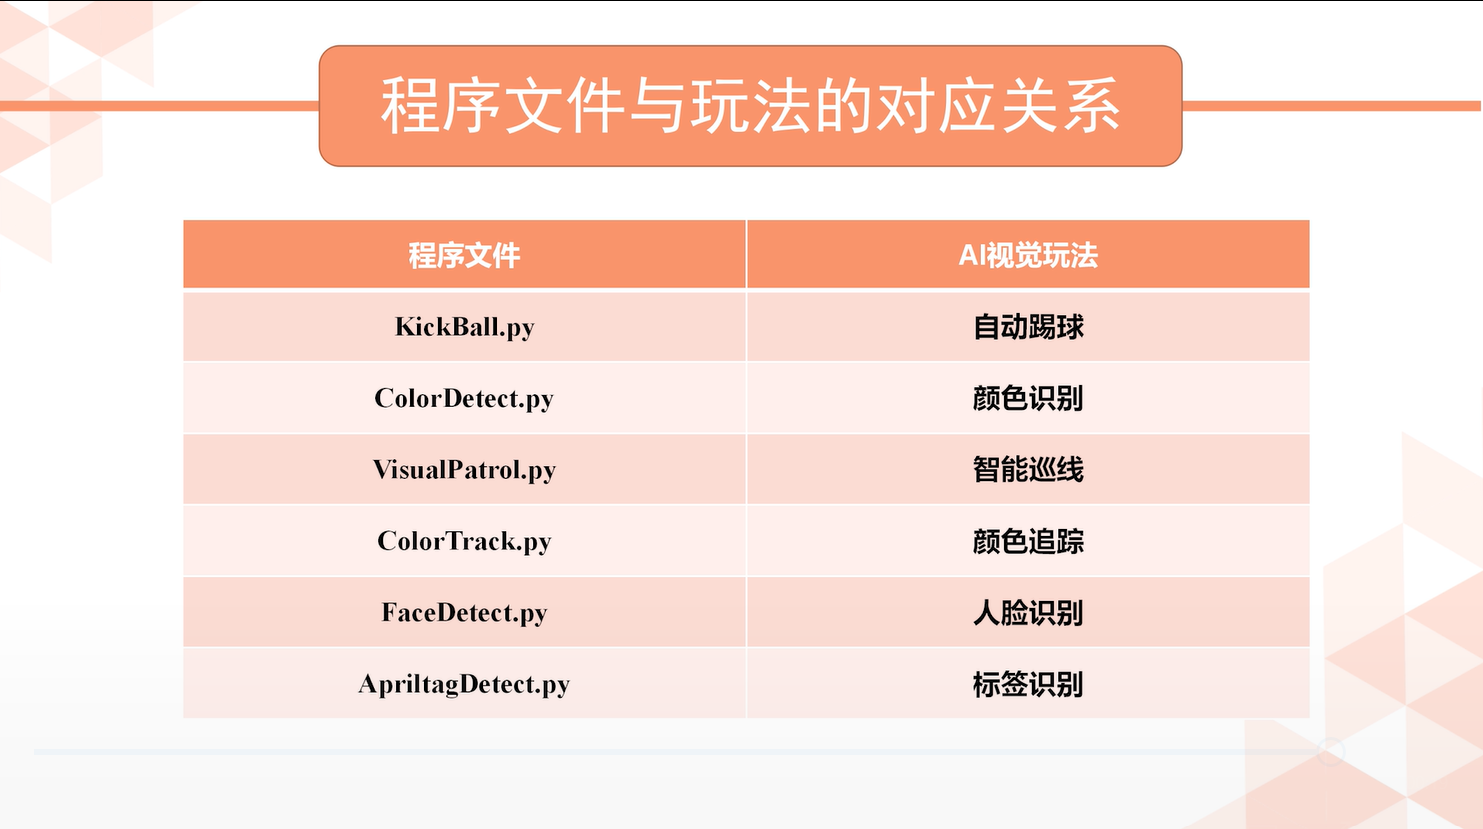 程序文件与玩法的对应关系
程序文件 AI视觉玩法
KickBall.py 自动踢球
ColorDetect.py 颜色识别
VisualPatrol.py 智能巡线
ColorTrack.py 颜色追踪
FaceDetect.py 人脸识别
ApriltagDetect.py 标签识别